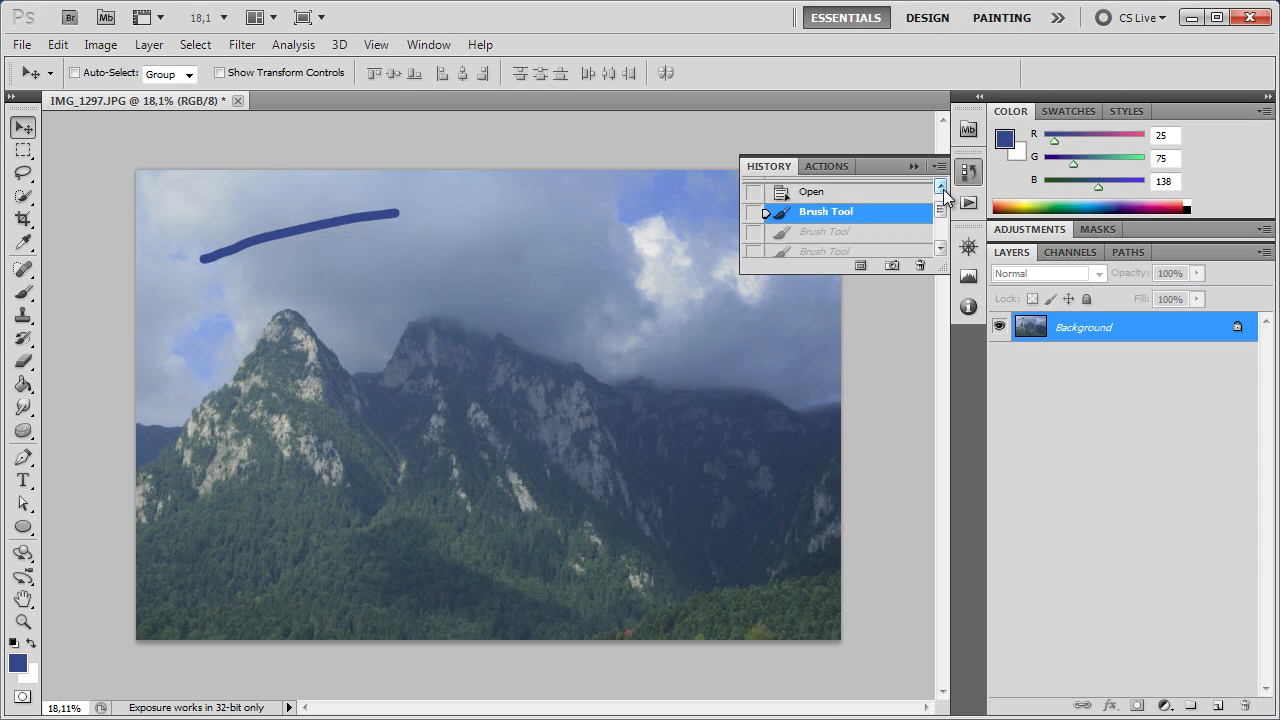 Ps Br Mb 18,1 ESSENTIALS DESIGN PAINTING CS Live
File Edit Image Layer Select Filter Analysis 3D View Window Help
Auto-Select: Group Show Transform Controls
IMG_1297.JPG @ 18,1% (RGB/8) *
HISTORY ACTIONS
Open
Brush Tool
Brush Tool
Brush Tool
Mb
COLOR SWATCHES STYLES
R 25
G 75
B 138
ADJUSTMENTS MASKS
LAYERS CHANNELS PATHS
Normal Opacity: 100%
Lock: Fill: 100%
Background
18,11% Exposure works in 32-bit only